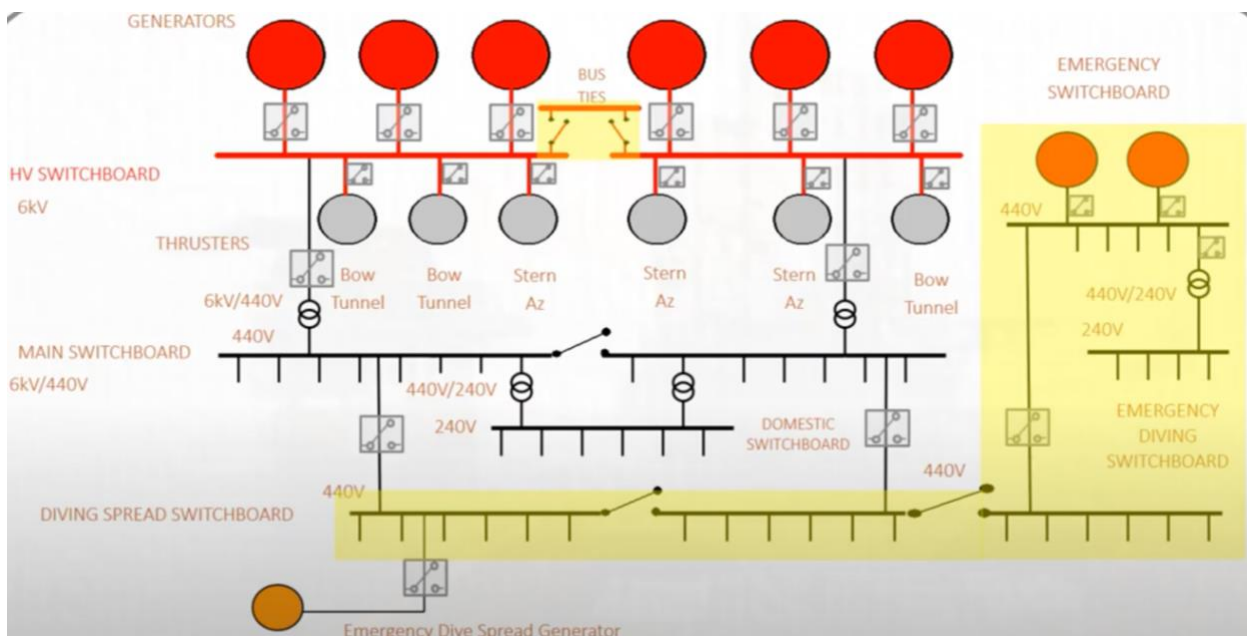 GENERATORS
BUS
TIES
EMERGENCY
SWITCHBOARD
HV SWITCHBOARD
6kV
440V
THRUSTERS
Bow
Tunnel
Bow
Tunnel
Stern
Az
Stern
Az
Stern
Az
Bow
Tunnel
6kV/440V
440V
440V/240V
240V
MAIN SWITCHBOARD
6kV/440V
440V/240V
240V
DOMESTIC
SWITCHBOARD
EMERGENCY
DIVING
SWITCHBOARD
440V
440V
DIVING SPREAD SWITCHBOARD
Emergency Dive Spread Generator